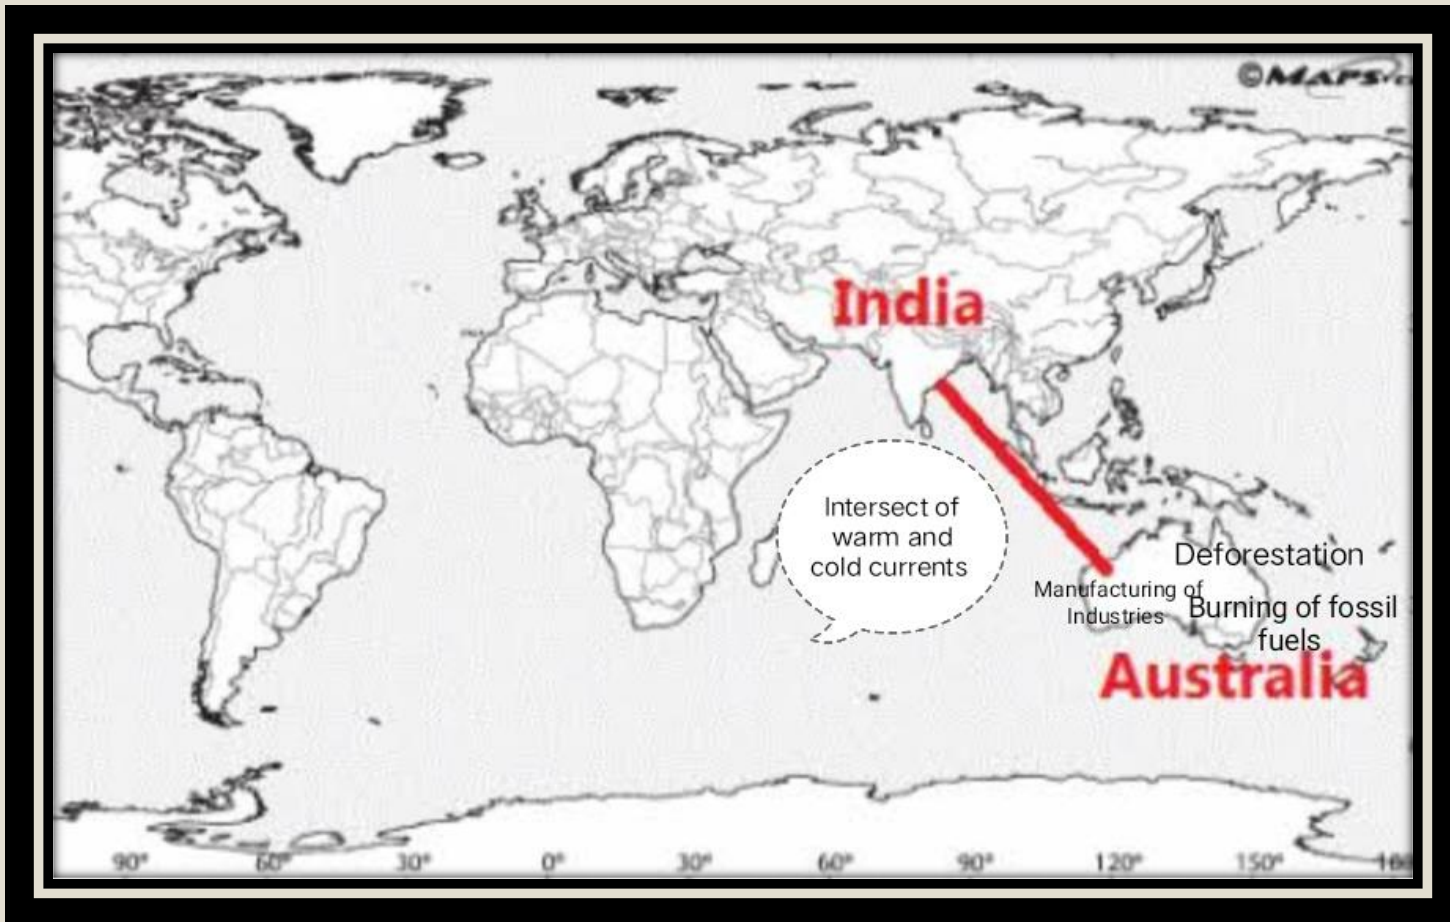 ©MAPS
India
Intersect of
warm and
cold currents
Deforestation
Manufacturing of
Industries
Burning of fossil
fuels
Australia
90° 60° 30° 0° 30° 60° 90° 120° 150° 180